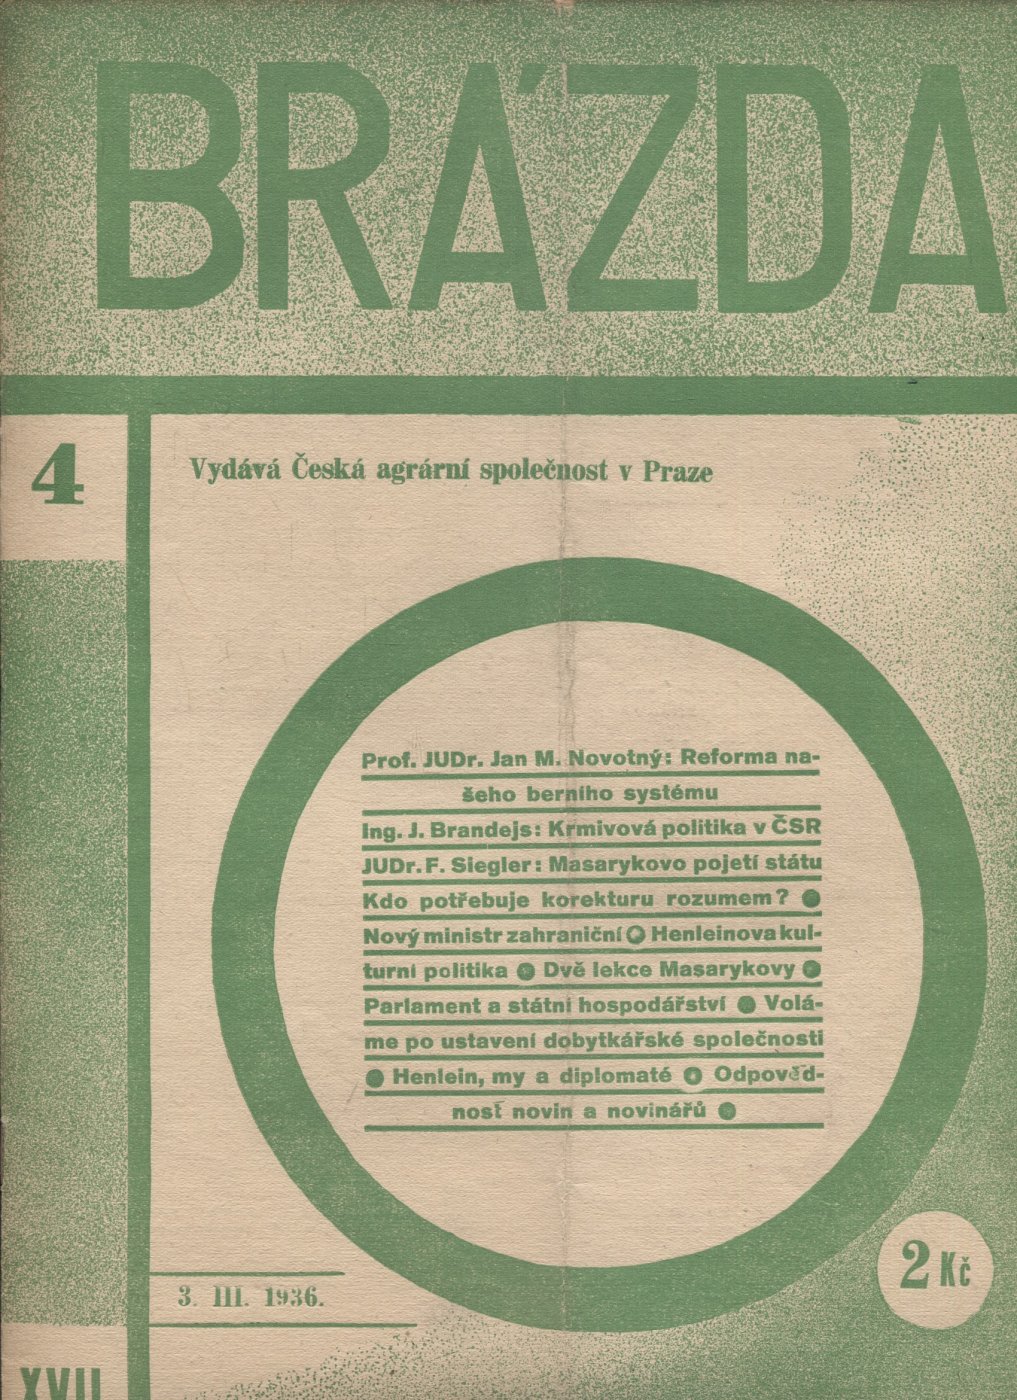 BRÁZDA
4
Vydává Česká agrární společnost v Praze
Prof. JUDr. Jan M. Novotný: Reforma na-
šeho berního systému
Ing. J. Brandejs: Krmivová politika v ČSR
JUDr. F. Siegler: Masarykovo pojetí státu
Kdo potřebuje korekturu rozumem? ●
Nový ministr zahraniční ● Henleinova kul-
turní politika ● Dvě lekce Masarykovy ●
Parlament a státní hospodářství ● Volá-
me po ustavení dobytkářské společnosti
● Henlein, my a diplomaté ● Odpověd-
nost novin a novinářů ●
2 Kč
3. III. 1936.
XVII